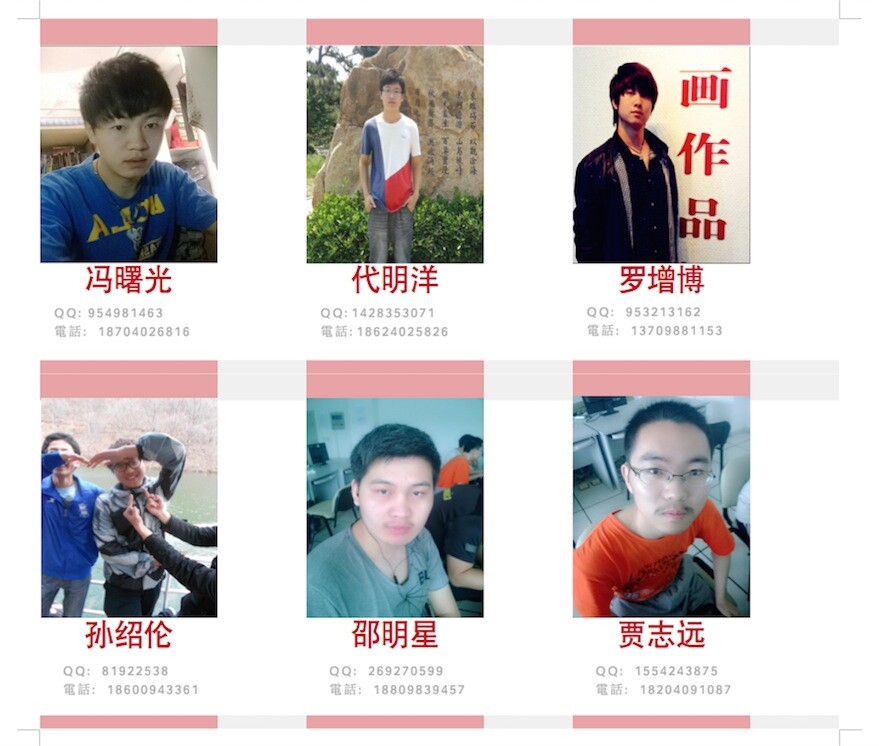 画
作
品
冯曙光
QQ: 954981463
電話: 18704026816
代明洋
QQ: 1428353071
電話: 18624025826
罗增博
QQ: 953213162
電話: 13709881153
孙绍伦
QQ: 81922538
電話: 18600943361
邵明星
QQ: 269270599
電話: 18809839457
贾志远
QQ: 1554243875
電話: 18204091087